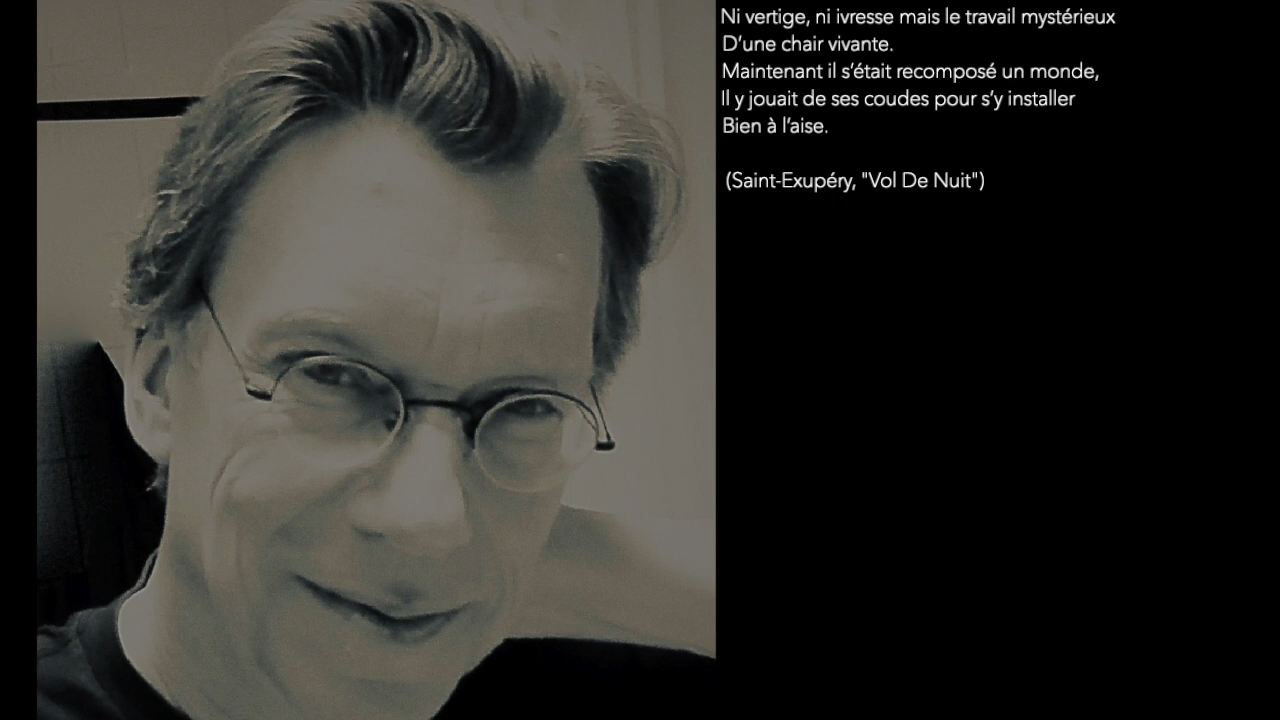 Ni vertige, ni ivresse mais le travail mystérieux
D’une chair vivante.
Maintenant il s’était recomposé un monde,
Il y jouait de ses coudes pour s’y installer
Bien à l’aise.
(Saint-Exupéry, "Vol De Nuit")